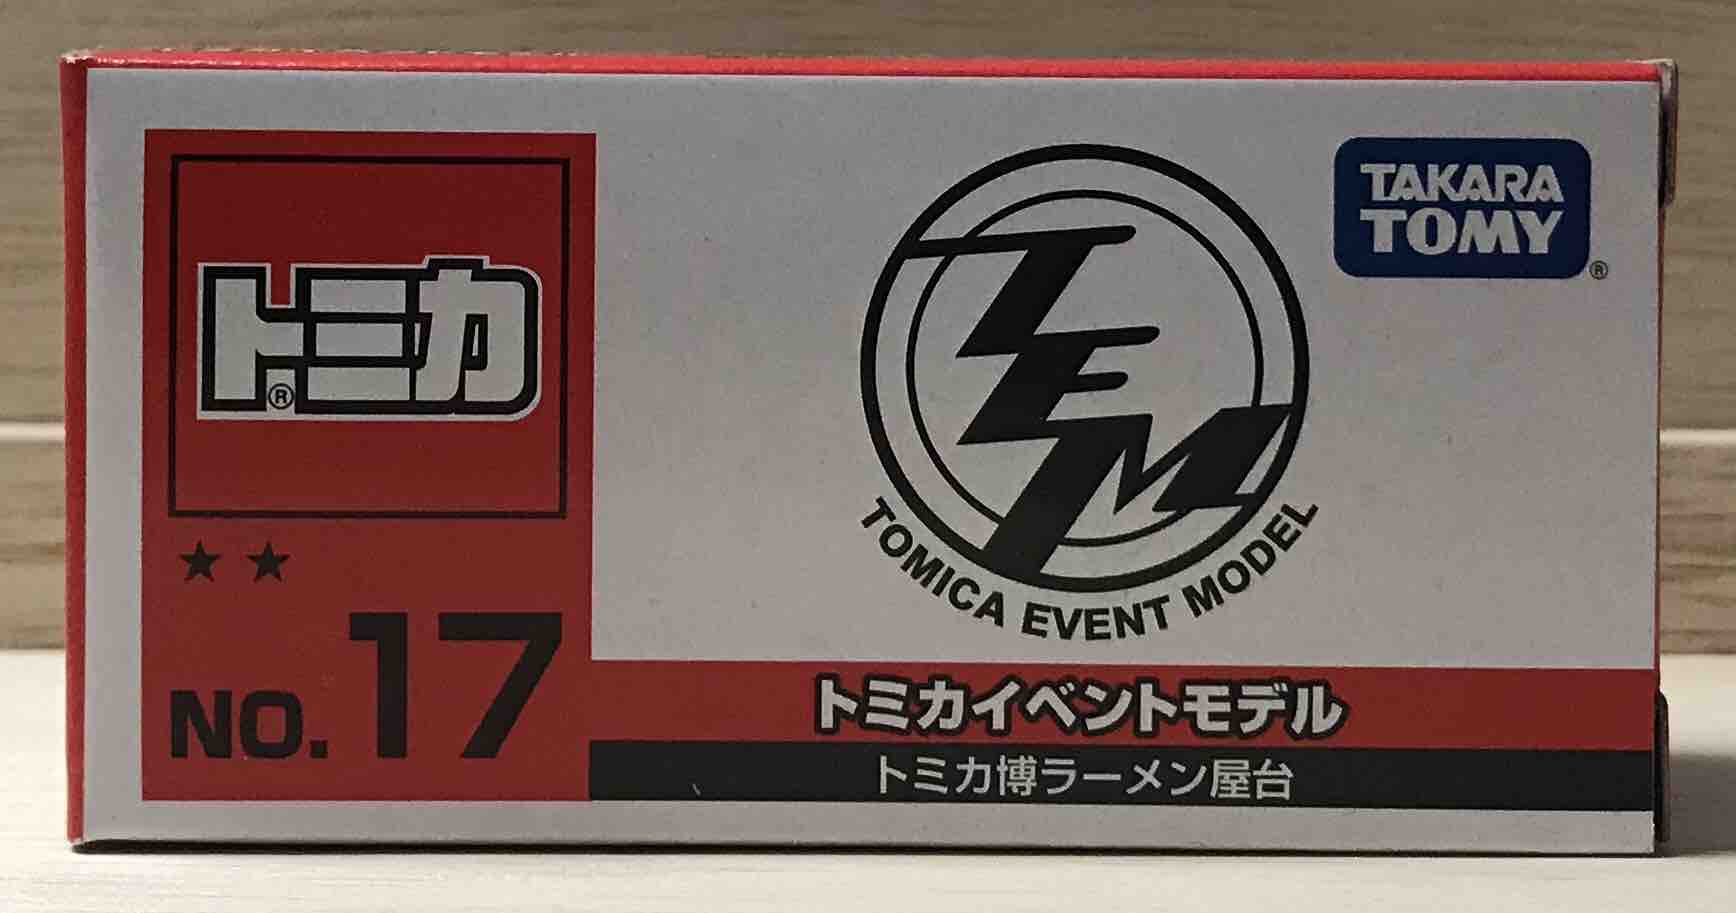 トミカ®
★ ★
NO.17
TEM
TOMICA EVENT MODEL
TAKARA
TOMY®
トミカイベントモデル
トミカ博ラーメン屋台